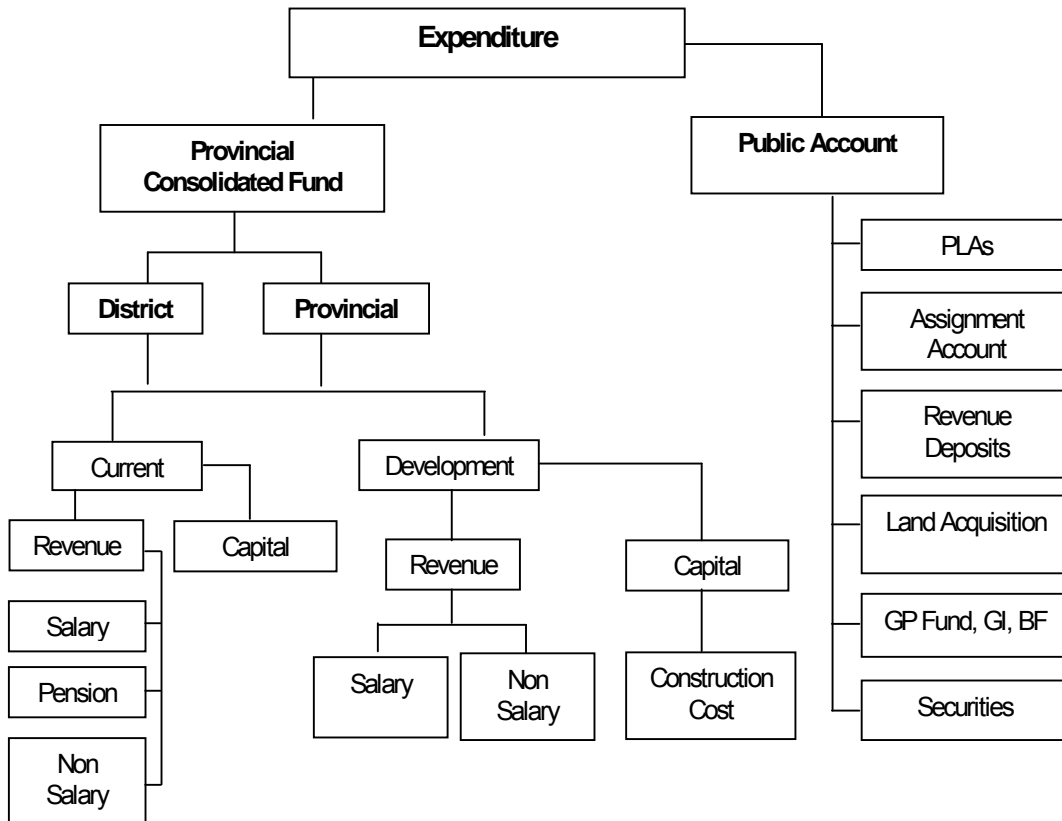 Expenditure
Provincial
Consolidated Fund
Public Account
District
Provincial
PLAs
Assignment
Account
Revenue
Deposits
Land Acquisition
GP Fund, GI, BF
Securities
Current
Development
Revenue
Capital
Revenue
Capital
Salary
Pension
Non
Salary
Salary
Non
Salary
Construction
Cost